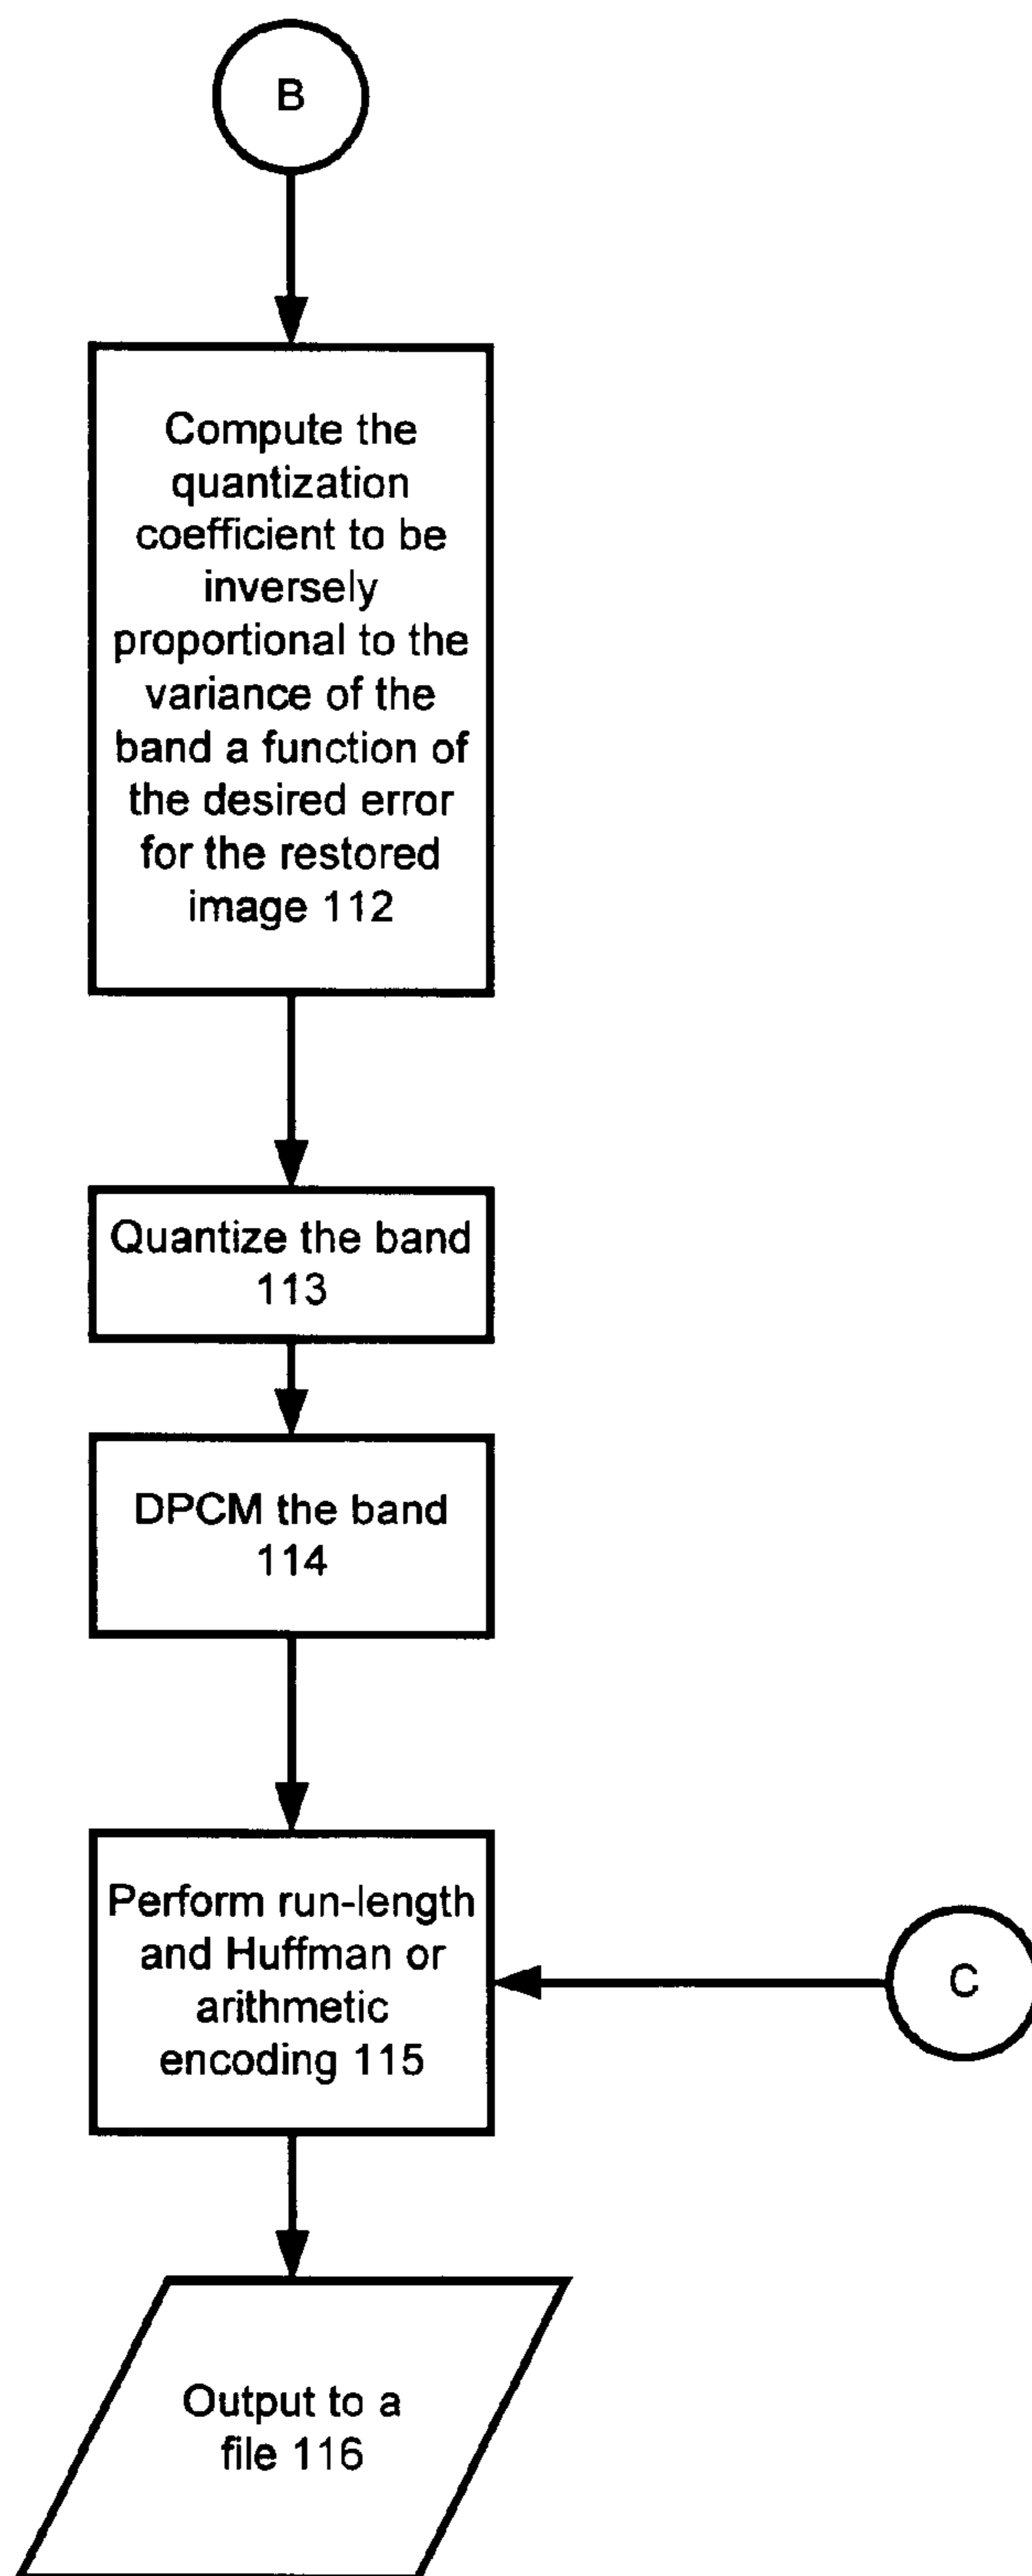 B
Compute the
quantization
coefficient to be
inversely
proportional to the
variance of the
band a function of
the desired error
for the restored
image 112
Quantize the band
113
DPCM the band
114
Perform run-length
and Huffman or
arithmetic
encoding 115
C
Output to a
file 116